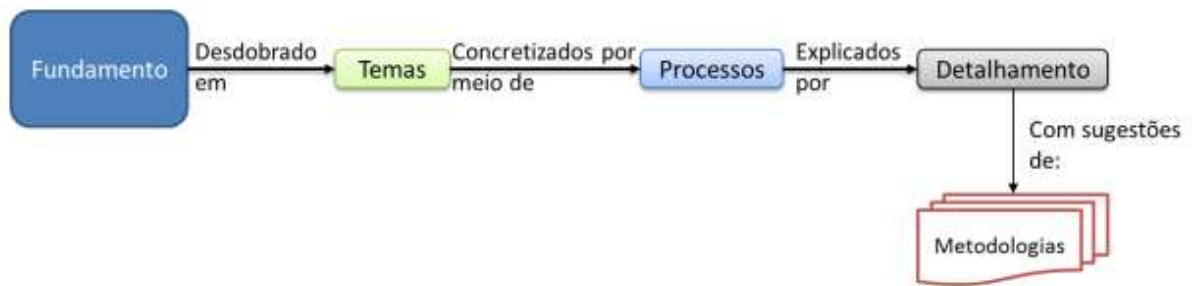 Fundamento
Desdobrado
em
Temas
Concretizados por
meio de
Processos
Explicados
por
Detalhamento
Com sugestões
de:
Metodologias